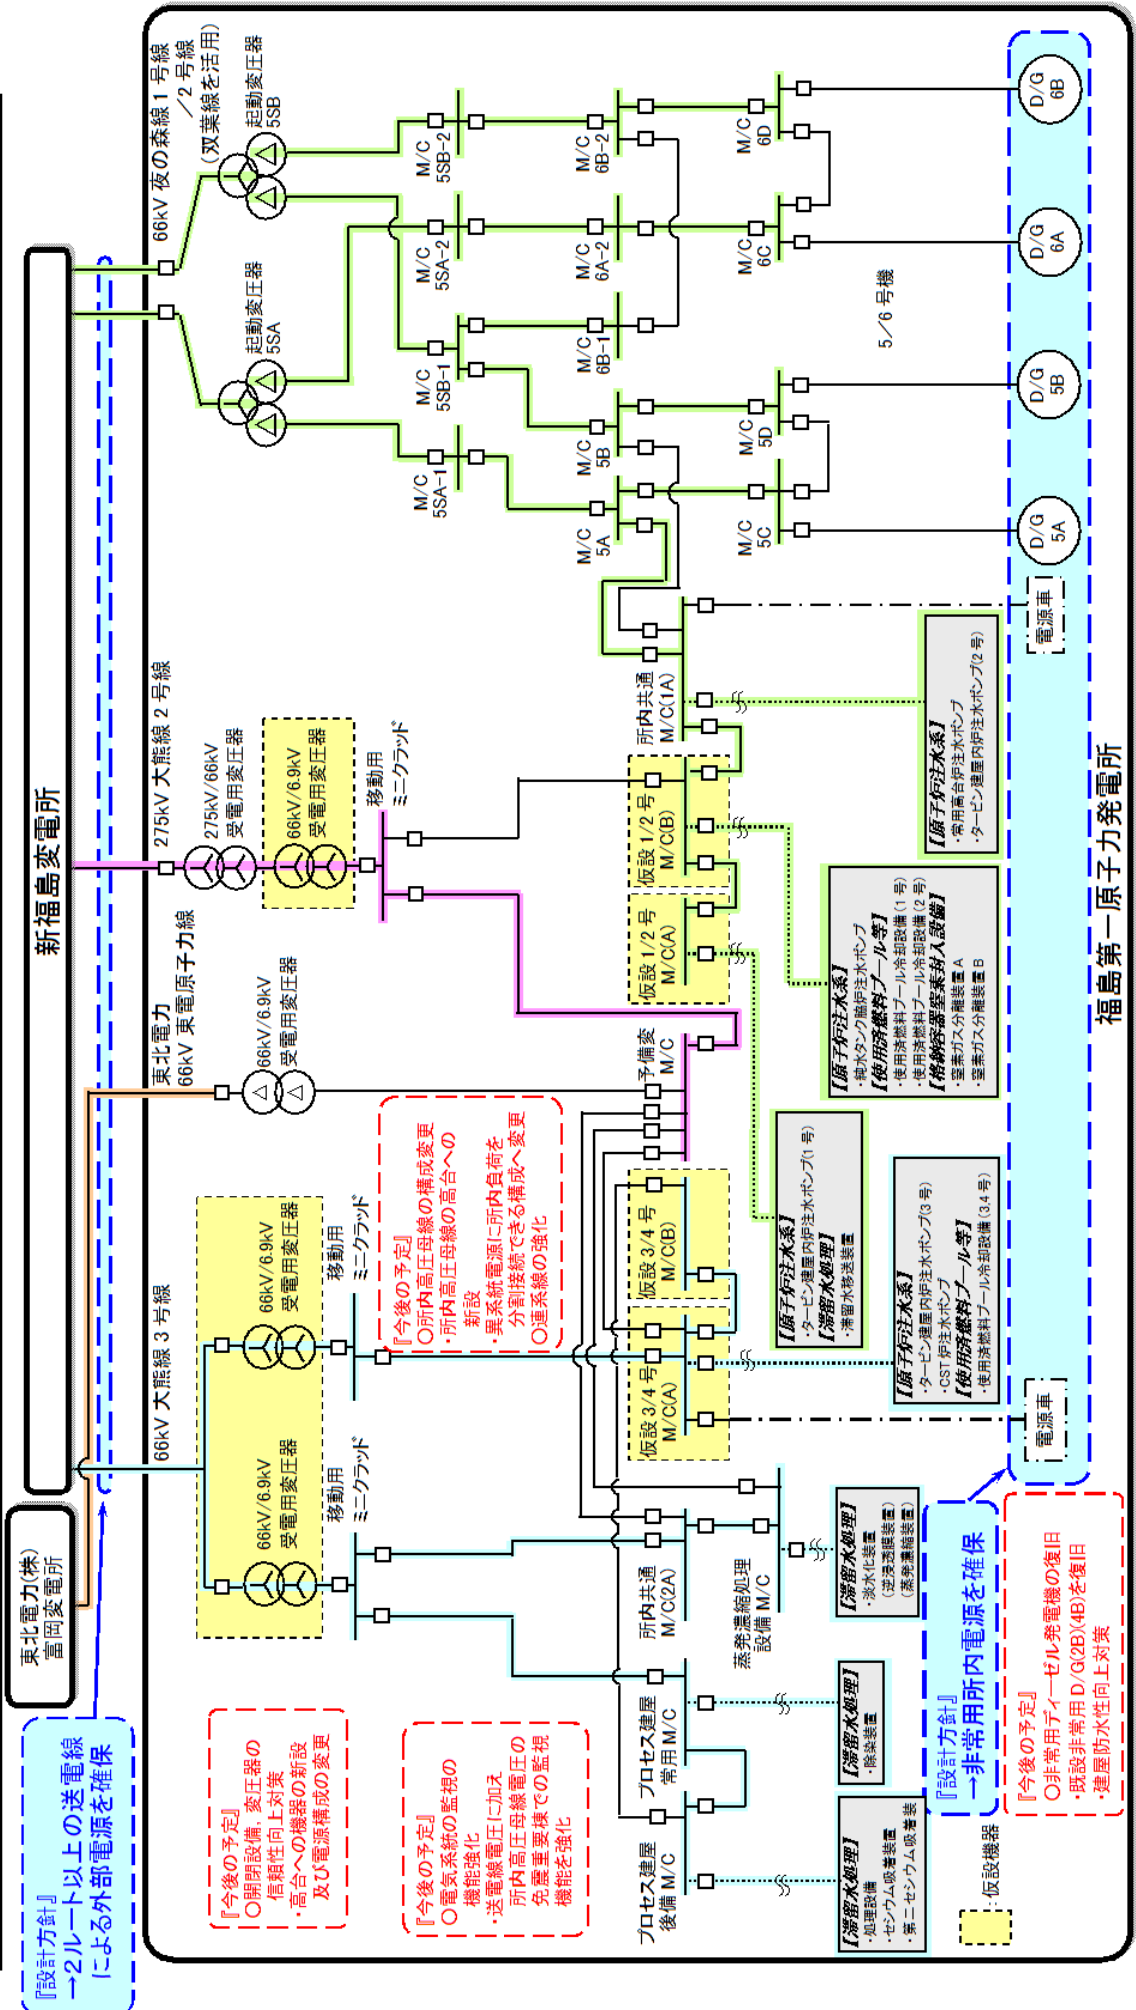 新福島変電所
東北電力(株)
富岡変電所
『設計方針』
→2ルート以上の送電線
による外部電源を確保
66kV 大熊線 3 号線
東北電力
66kV 東電原子力線
275kV 大熊線 2 号線
66kV 夜の森線 1 号線
/2 号線
(双葉線を活用)
66kV/6.9kV
受電用変圧器
66kV/6.9kV
受電用変圧器
66kV/6.9kV
受電用変圧器
275kV/66kV
受電用変圧器
66kV/6.9kV
受電用変圧器
起動変圧器
5SA
起動変圧器
5SB
移動用
ミニクラッド
移動用
ミニクラッド
移動用
ミニクラッド
『今後の予定』
○開閉設備,変圧器の
信頼性向上対策
・高台への機器の新設
及び電源構成の変更
『今後の予定』
○電気系統の監視の
機能強化
・送電線電圧に加え
所内高圧母線電圧の
免震重要棟での監視
機能を強化
『今後の予定』
○所内高圧母線の構成変更
・所内高圧母線の高台への
新設
・異系統電源に所内負荷を
分割接続できる構成へ変更
○連系線の強化
M/C
5SA-1
M/C
5SB-1
M/C
5SA-2
M/C
5SB-2
M/C
5A
M/C
5B
M/C
6B-1
M/C
6A-2
M/C
6B-2
プロセス建屋
後備 M/C
プロセス建屋
常用 M/C
所内共通
M/C(2A)
蒸発濃縮処理
設備 M/C
仮設 3/4 号
M/C(A)
仮設 3/4 号
M/C(B)
予備変
M/C
仮設 1/2 号
M/C(A)
仮設 1/2 号
M/C(B)
所内共通
M/C(1A)
M/C
5C
M/C
5D
M/C
6C
M/C
6D
5/6 号機
【滞留水処理】
・処理設備
・セシウム吸着装置
・第二セシウム吸着装
【滞留水処理】
・除染装置
【滞留水処理】
・淡水化装置
(逆浸透膜装置)
(蒸発濃縮装置)
【原子炉注水系】
・タービン建屋内炉注水ポンプ(3 号)
・CST 炉注水ポンプ
【使用済燃料プール等】
・使用済燃料プール冷却設備(3,4 号)
【原子炉注水系】
・タービン建屋内炉注水ポンプ(1 号)
【滞留水処理】
・滞留水移送装置
【原子炉注水系】
・純水タンク脇炉注水ポンプ
【使用済燃料プール等】
・使用済燃料プール冷却設備(1 号)
・使用済燃料プール冷却設備(2 号)
【格納容器窒素封入設備】
・窒素ガス分離装置 A
・窒素ガス分離装置 B
【原子炉注水系】
・常用高台炉注水ポンプ
・タービン建屋内炉注水ポンプ(2 号)
『設計方針』
→非常用所内電源を確保
『今後の予定』
○非常用ディーゼル発電機の復旧
・既設非常用 D/G(2B)(4B)を復旧
・建屋防水性向上対策
:仮設機器
電源車
電源車
D/G
5A
D/G
5B
D/G
6A
D/G
6B
福島第一原子力発電所